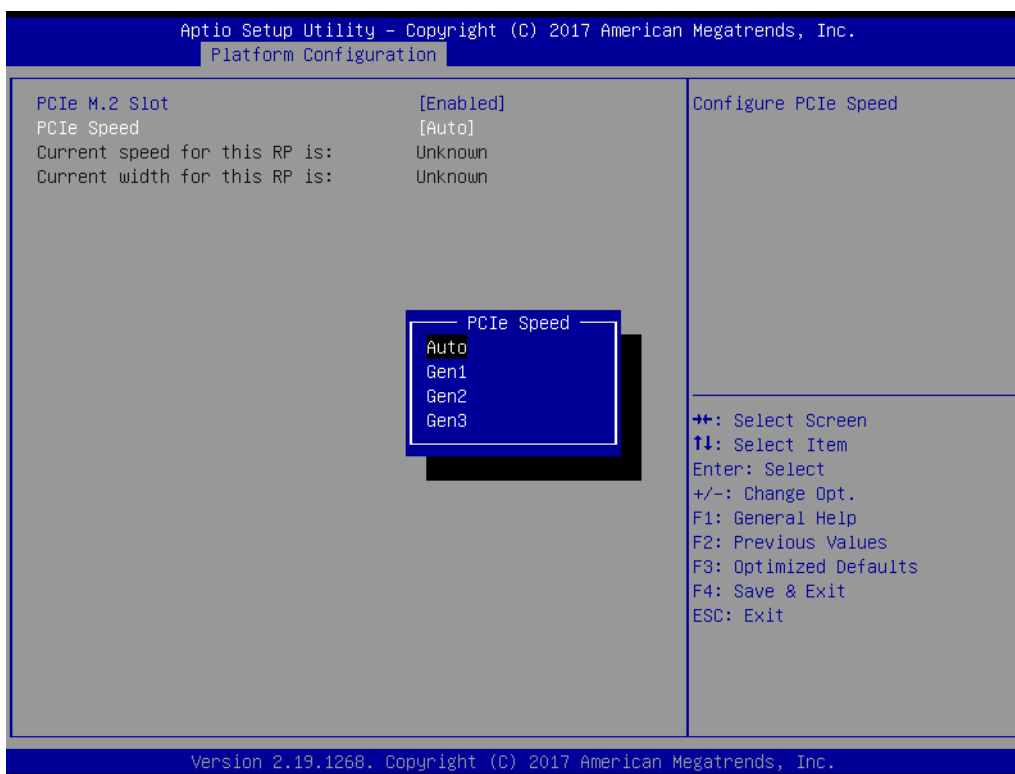 Aptio Setup Utility – Copyright (C) 2017 American Megatrends, Inc.
Platform Configuration
PCIe M.2 Slot [Enabled]
PCIe Speed [Auto]
Current speed for this RP is: Unknown
Current width for this RP is: Unknown
Configure PCIe Speed
PCIe Speed
Auto
Gen1
Gen2
Gen3
→←: Select Screen
↑↓: Select Item
Enter: Select
+/-: Change Opt.
F1: General Help
F2: Previous Values
F3: Optimized Defaults
F4: Save & Exit
ESC: Exit
Version 2.19.1268. Copyright (C) 2017 American Megatrends, Inc.